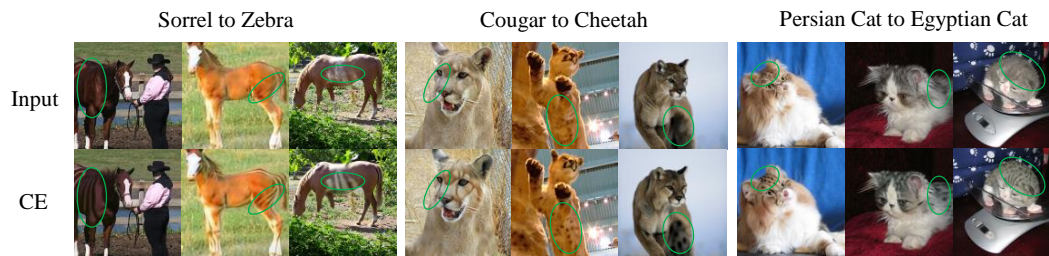 Sorrel to Zebra
Cougar to Cheetah
Persian Cat to Egyptian Cat
Input
CE